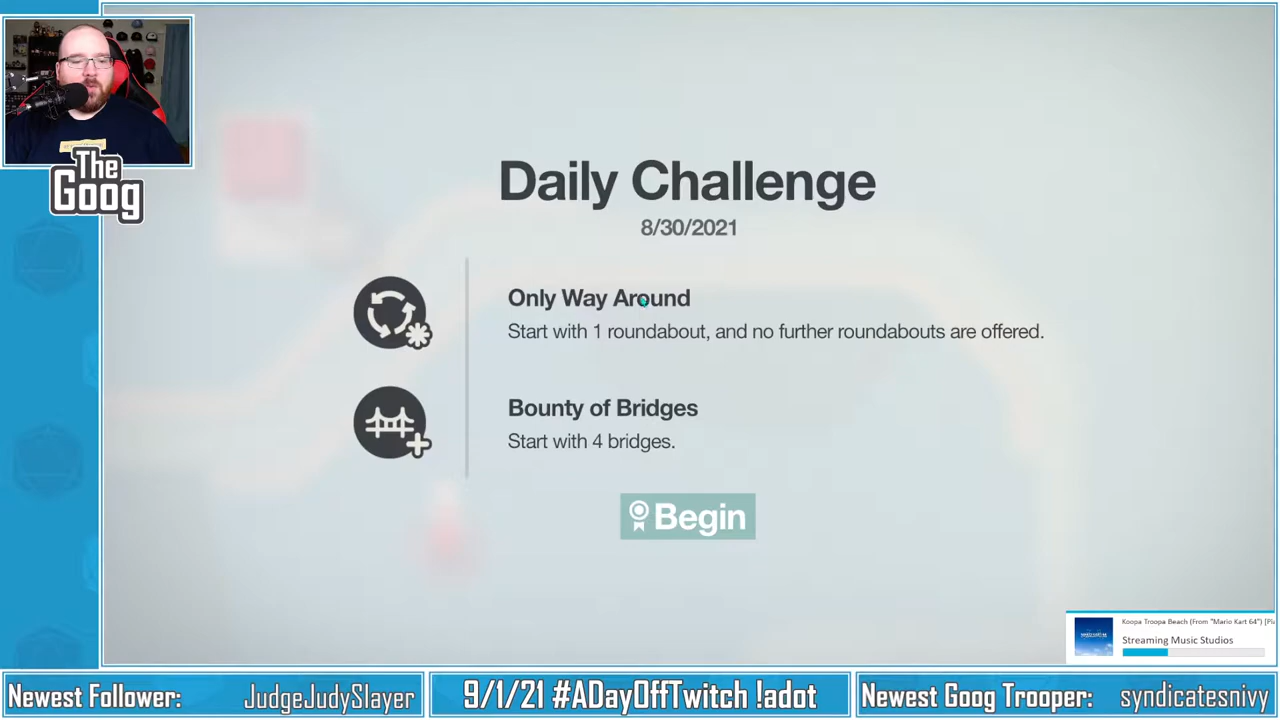 The
Goog
Daily Challenge
8/30/2021
Only Way Around
Start with 1 roundabout, and no further roundabouts are offered.
Bounty of Bridges
Start with 4 bridges.
Begin
Koopa Troopa Beach (From "Mario Kart 64") [Pia
Streaming Music Studios
Newest Follower: JudgeJudySlayer
9/1/21 #ADayOffTwitch !adot
Newest Goog Trooper: syndicatesnivy